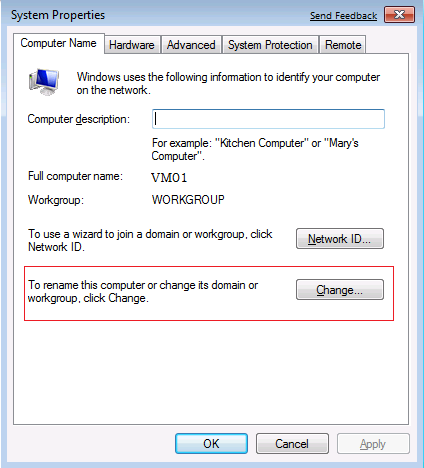 System Properties
Send Feedback
Computer Name
Hardware
Advanced
System Protection
Remote
Windows uses the following information to identify your computer
on the network.
Computer description:
For example: "Kitchen Computer" or "Mary's
Computer".
Full computer name:
VM01
Workgroup:
WORKGROUP
To use a wizard to join a domain or workgroup, click
Network ID.
Network ID...
To rename this computer or change its domain or
workgroup, click Change.
Change...
OK
Cancel
Apply